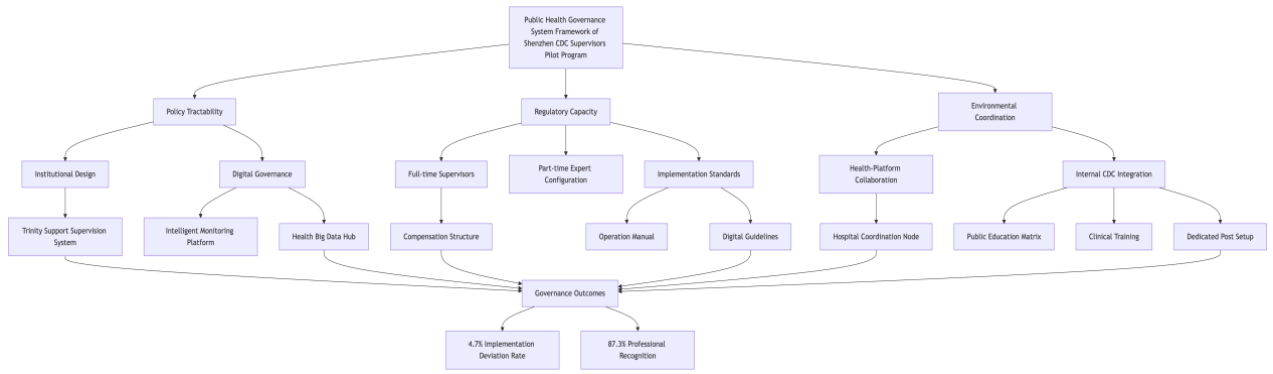 Public Health Governance
System Framework of
Shenzhen CDC Supervisors
Pilot Program
Policy Tractability
Regulatory Capacity
Environmental
Coordination
Institutional Design
Digital Governance
Full-time Supervisors
Part-time Expert
Configuration
Implementation Standards
Health-Platform
Collaboration
Internal CDC Integration
Trinity Support Supervision
System
Intelligent Monitoring
Platform
Health Big Data Hub
Compensation Structure
Operation Manual
Digital Guidelines
Hospital Coordination Node
Public Education Matrix
Clinical Training
Dedicated Post Setup
Governance Outcomes
4.7% Implementation
Deviation Rate
87.3% Professional
Recognition